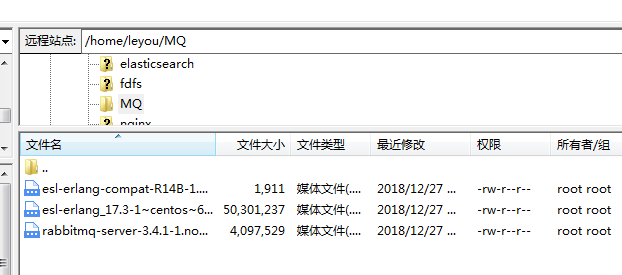 远程站点: /home/leyou/MQ
elasticsearch
fdfs
MQ
nginx
文件名 文件大小 文件类型 最近修改 权限 所有者/组
..
esl-erlang-compat-R14B-1.... 1,911 媒体文件(.... 2018/12/27 ... -rw-r--r-- root root
esl-erlang_17.3-1~centos~6... 50,301,237 媒体文件(.... 2018/12/27 ... -rw-r--r-- root root
rabbitmq-server-3.4.1-1.no... 4,097,529 媒体文件(.... 2018/12/27 ... -rw-r--r-- root root